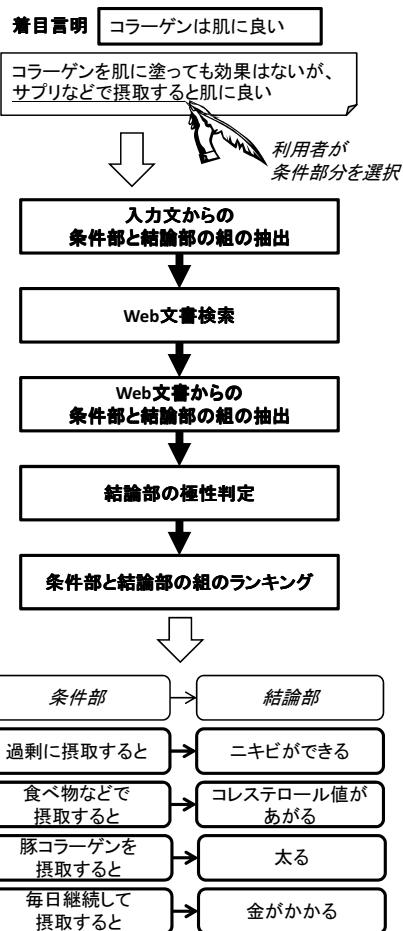 着目言明 コラーゲンは肌に良い
コラーゲンを肌に塗っても効果はないが、
サプリなどで摂取すると肌に良い
利用者が
条件部分を選択
入力文からの
条件部と結論部の組の抽出
Web文書検索
Web文書からの
条件部と結論部の組の抽出
結論部の極性判定
条件部と結論部の組のランキング
条件部 結論部
過剰に摂取すると ニキビができる
食べ物などで
摂取すると
コレステロール値が
あがる
豚コラーゲンを
摂取すると
太る
毎日継続して
摂取すると
金がかかる